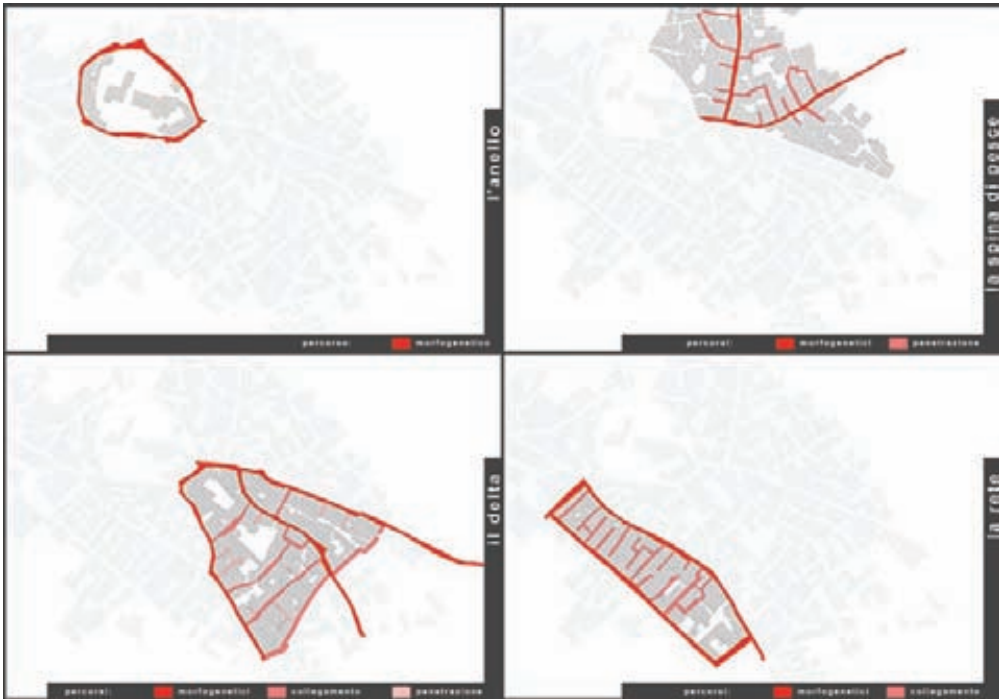 l'anello
percorso: morfogenetico
la spina di pesce
percorsi: morfogenetici penetrazione
il delta
percorsi: morfogenetici collegamento penetrazione
la rete
percorsi: morfogenetici collegamento